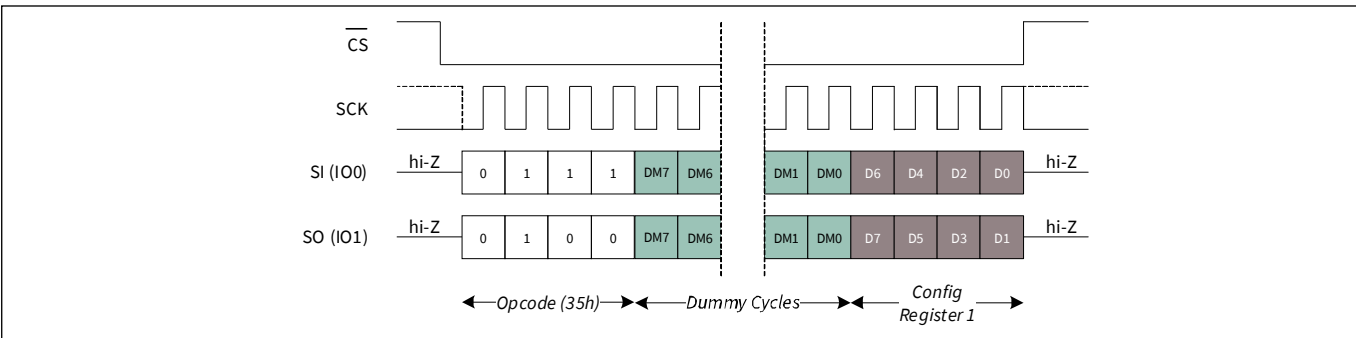 CS
SCK
SI (IO0) hi-Z 0 1 1 1 DM7 DM6 DM1 DM0 D6 D4 D2 D0 hi-Z
SO (IO1) hi-Z 0 1 0 0 DM7 DM6 DM1 DM0 D7 D5 D3 D1 hi-Z
Opcode (35h) Dummy Cycles Config
Register 1